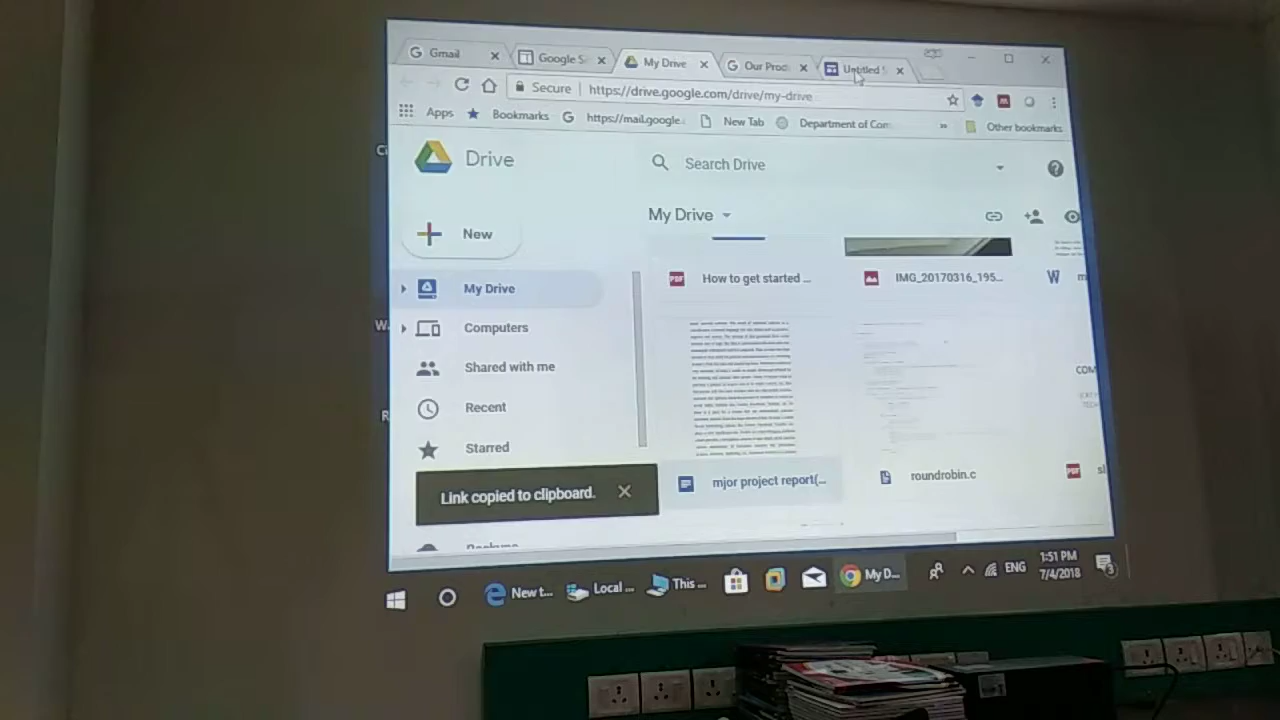 Gmail
Google S
My Drive
Our Proc
Untitled S
Secure
https://drive.google.com/drive/my-drive
Apps
Bookmarks
https://mail.google.
New Tab
Department of Com
»
Other bookmarks
Drive
Search Drive
New
My Drive
My Drive
Computers
Shared with me
Recent
Starred
How to get started ...
IMG_20170316_195...
mjor project report(...
roundrobin.c
Link copied to clipboard.
New t...
Local ...
This ...
My D...
ENG
1:51 PM
7/4/2018